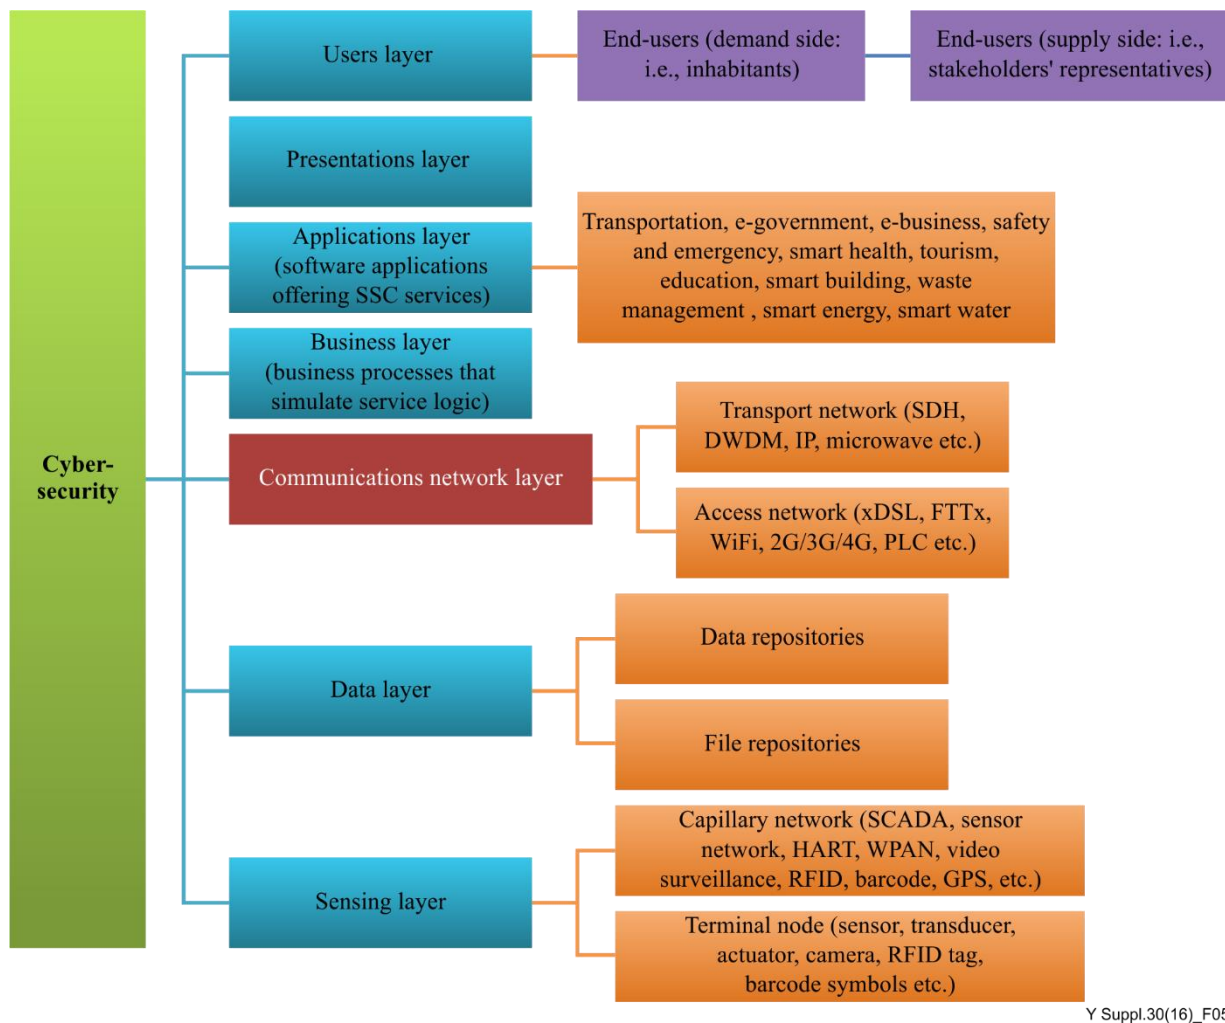 Users layer
End-users (demand side:
i.e., inhabitants)
End-users (supply side: i.e.,
stakeholders' representatives)
Presentations layer
Applications layer
(software applications
offering SSC services)
Transportation, e-government, e-business, safety
and emergency, smart health, tourism,
education, smart building, waste
management , smart energy, smart water
Business layer
(business processes that
simulate service logic)
Cyber-
security
Communications network layer
Transport network (SDH,
DWDM, IP, microwave etc.)
Access network (xDSL, FTTx,
WiFi, 2G/3G/4G, PLC etc.)
Data layer
Data repositories
File repositories
Sensing layer
Capillary network (SCADA, sensor
network, HART, WPAN, video
surveillance, RFID, barcode, GPS, etc.)
Terminal node (sensor, transducer,
actuator, camera, RFID tag,
barcode symbols etc.)
Y Suppl.30(16)_F05